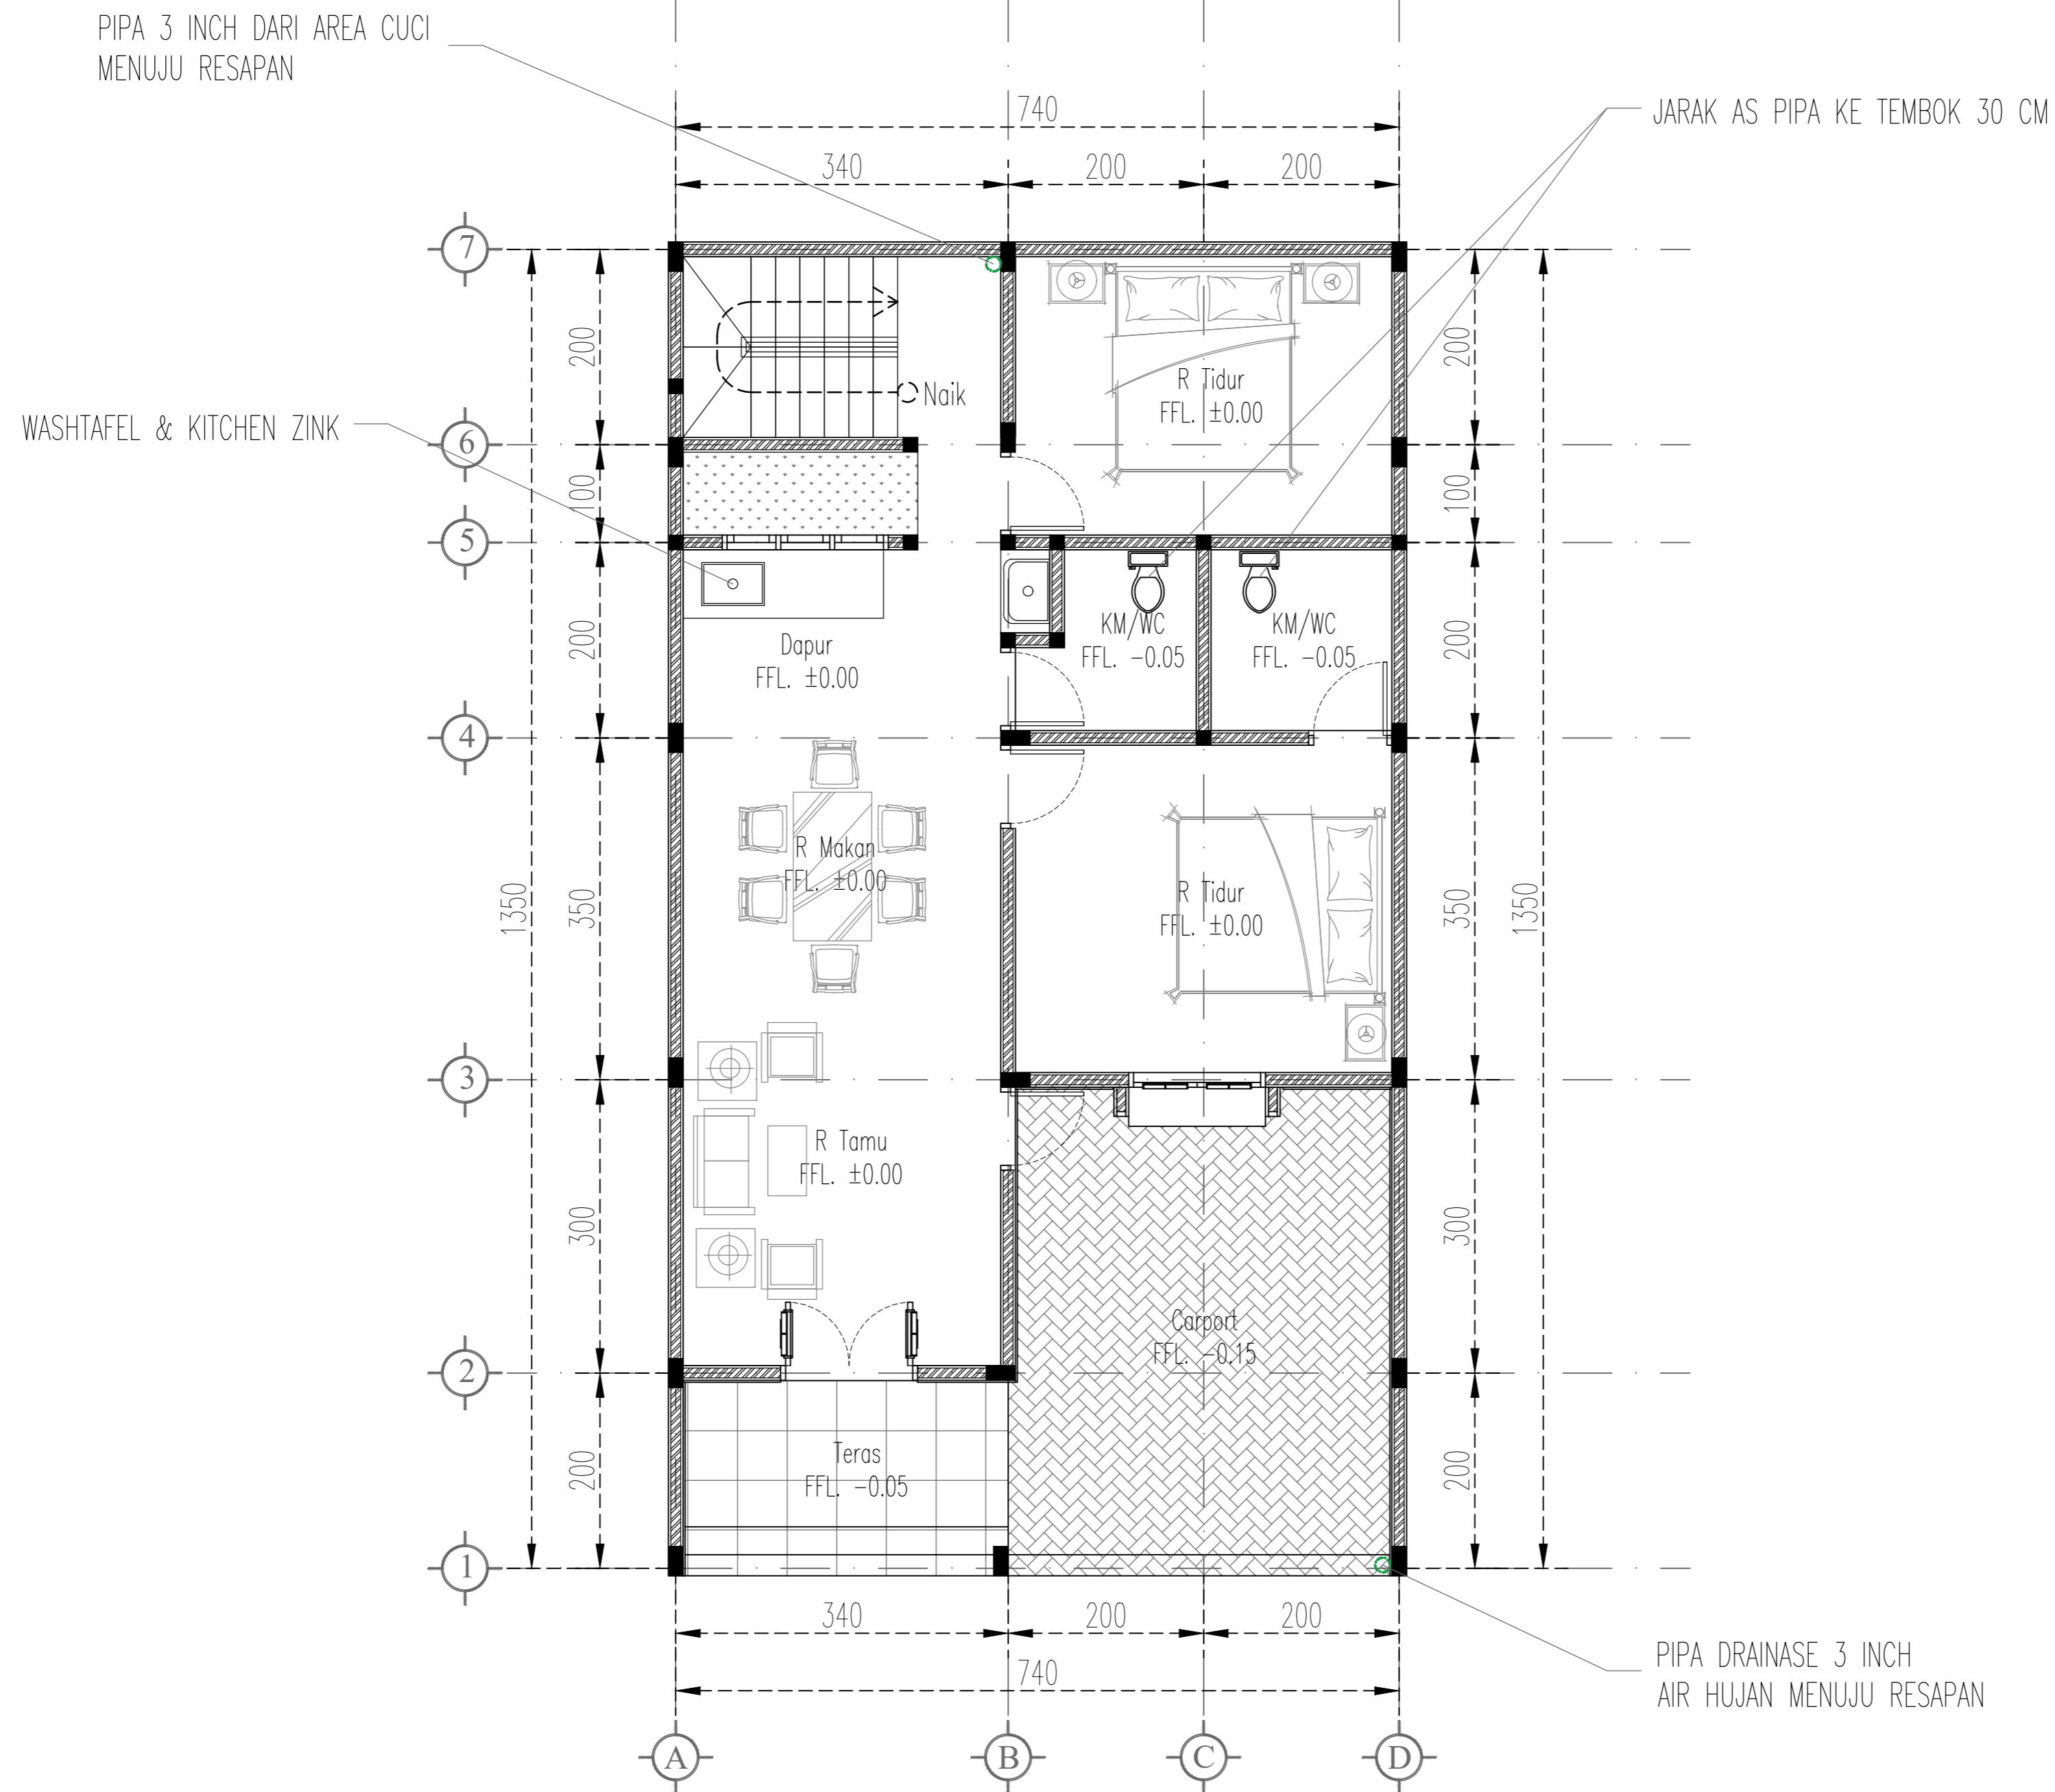 PIPA 3 INCH DARI AREA CUCI
MENUJU RESAPAN
JARAK AS PIPA KE TEMBOK 30 CM
740
340
200
200
7
200
200
R Tidur
FFL. ±0.00
Naik
WASHTAFEL & KITCHEN ZINK
6
100
100
5
200
200
KM/WC
FFL. -0.05
KM/WC
FFL. -0.05
Dapur
FFL. ±0.00
4
R Makan
FFL. ±0.00
1350
350
R Tidur
FFL. ±0.00
350
1350
3
R Tamu
FFL. ±0.00
300
300
Carport
FFL. -0.15
2
Teras
FFL. -0.05
200
200
1
340
200
200
740
PIPA DRAINASE 3 INCH
AIR HUJAN MENUJU RESAPAN
A
B
C
D